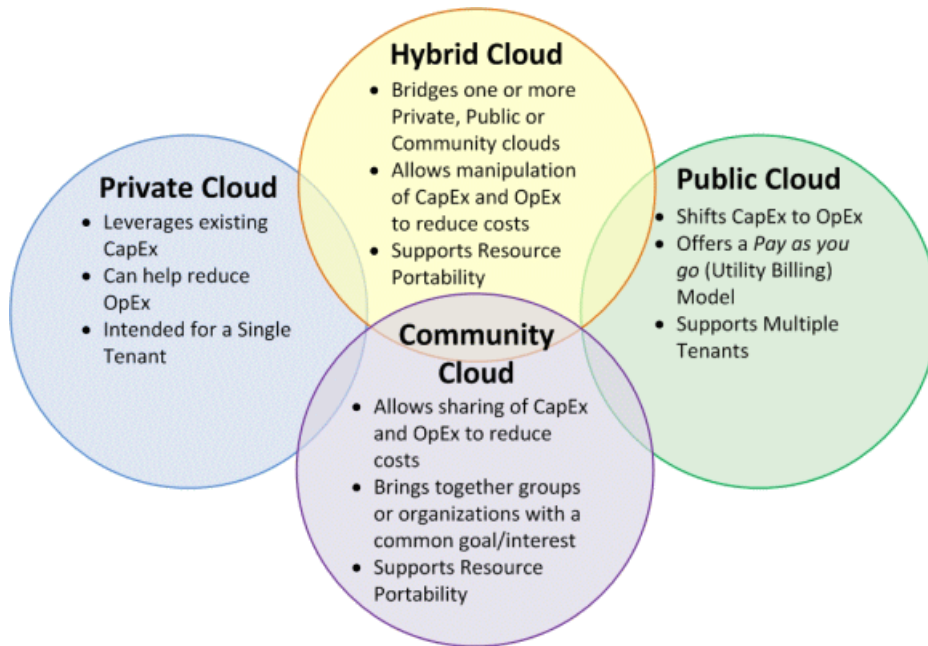 Hybrid Cloud
• Bridges one or more
Private, Public or
Community clouds
• Allows manipulation
of CapEx and OpEx
to reduce costs
• Supports Resource
Portability
Private Cloud
• Leverages existing
CapEx
• Can help reduce
OpEx
• Intended for a Single
Tenant
Public Cloud
• Shifts CapEx to OpEx
• Offers a Pay as you
go (Utility Billing)
Model
• Supports Multiple
Tenants
Community
Cloud
• Allows sharing of CapEx
and OpEx to reduce
costs
• Brings together groups
or organizations with a
common goal/interest
• Supports Resource
Portability